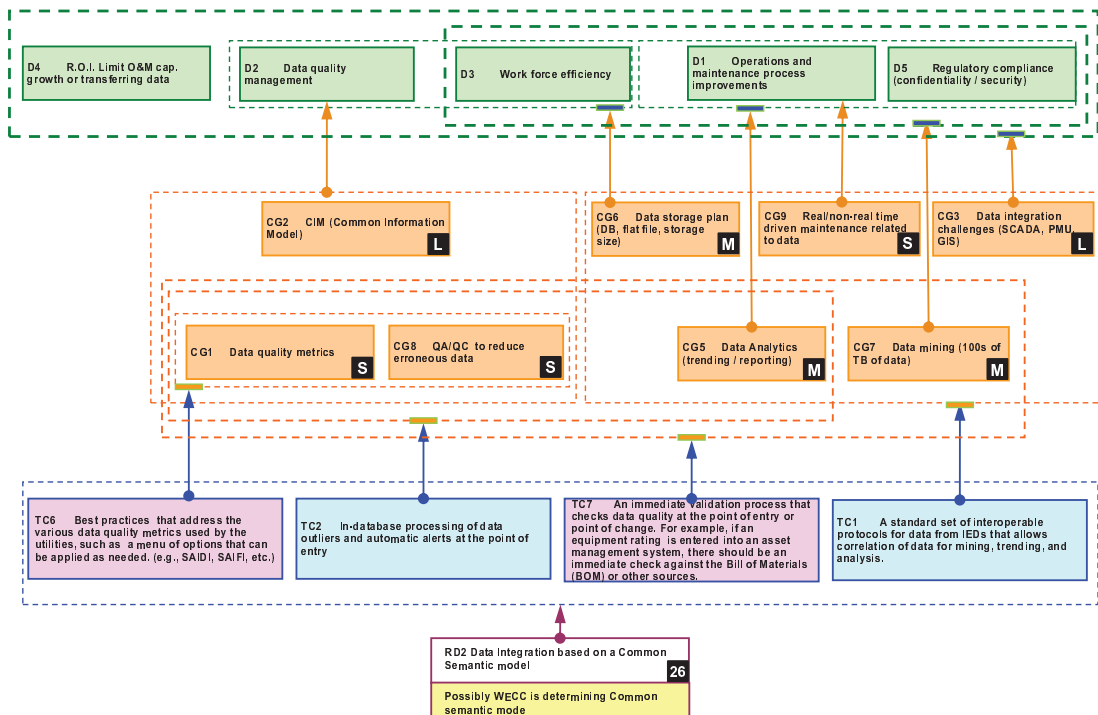 D4 R.O.I. Limit O&M cap.
growth or transferring data
D2 Data quality
management
D3 Work force efficiency
D1 Operations and
maintenance process
improvements
D5 Regulatory compliance
(confidentiality / security)
CG2 CIM (Common Information
Model)
L
CG6 Data storage plan
(DB, flat file, storage
size)
M
CG9 Real/non-real time
driven maintenance related
to data
S
CG3 Data integration
challenges (SCADA, PMU,
GIS)
L
CG1 Data quality metrics
S
CG8 QA/QC to reduce
erroneous data
S
CG5 Data Analytics
(trending / reporting)
M
CG7 Data mining (100s of
TB of data)
M
TC6 Best practices that address the
various data quality metrics used by the
utilities, such as a menu of options that can
be applied as needed. (e.g., SAIDI, SAIFI, etc.)
TC2 In-database processing of data
outliers and automatic alerts at the point of
entry
TC7 An immediate validation process that
checks data quality at the point of entry or
point of change. For example, if an
equipment rating is entered into an asset
management system, there should be an
immediate check against the Bill of Materials
(BOM) or other sources.
TC1 A standard set of interoperable
protocols for data from IEDs that allows
correlation of data for mining, trending, and
analysis.
RD2 Data Integration based on a Common
Semantic model
26
Possibly WECC is determining Common
semantic mode